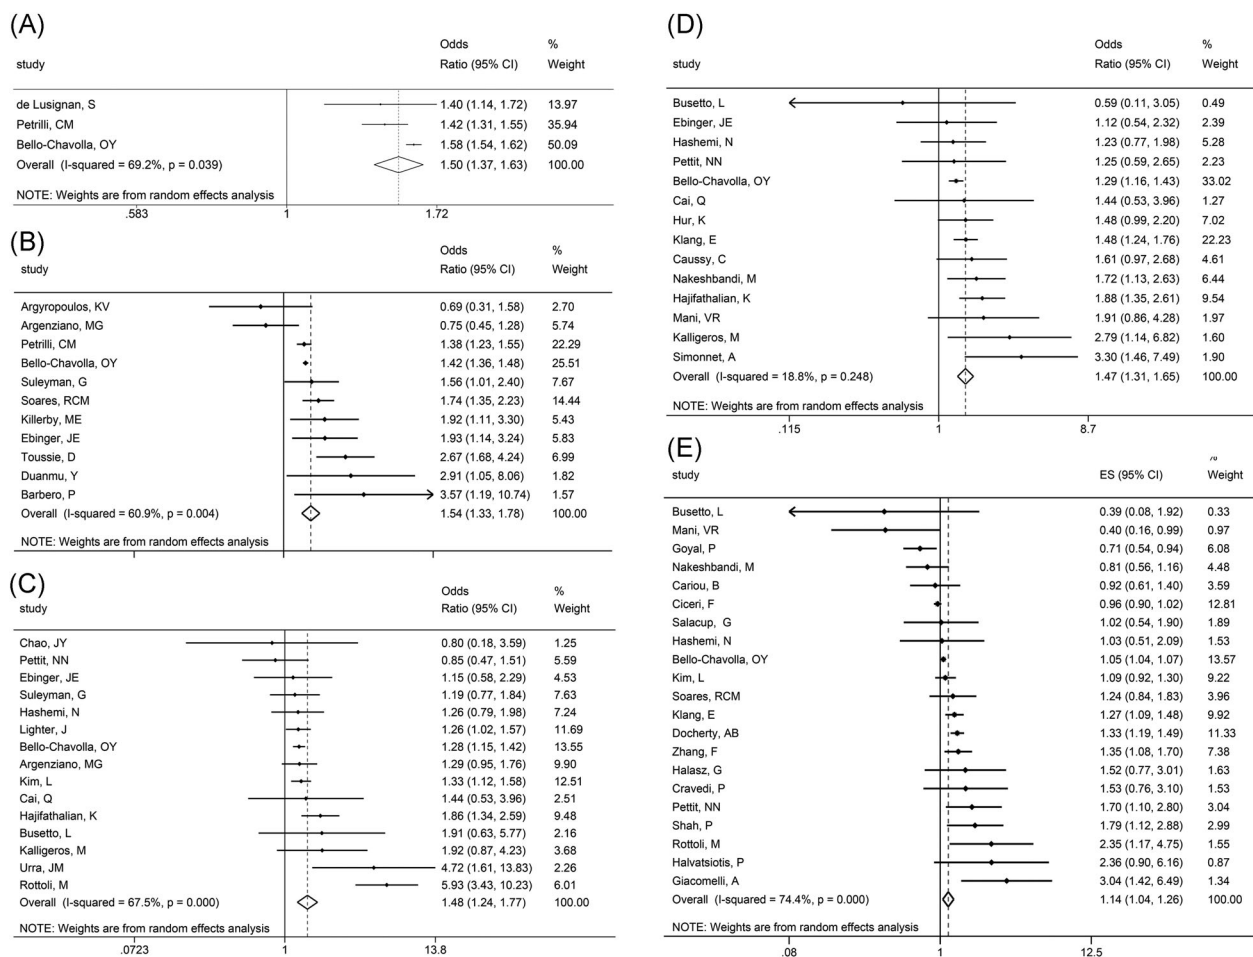 (A)
Odds %
study Ratio (95% CI) Weight
de Lusignan, S 1.40 (1.14, 1.72) 13.97
Petrilli, CM 1.42 (1.31, 1.55) 35.94
Bello-Chavolla, OY 1.58 (1.54, 1.62) 50.09
Overall (I-squared = 69.2%, p = 0.039) 1.50 (1.37, 1.63) 100.00
NOTE: Weights are from random effects analysis
.583 1 1.72
(B)
Odds %
study Ratio (95% CI) Weight
Argyropoulos, KV 0.69 (0.31, 1.58) 2.70
Argenziano, MG 0.75 (0.45, 1.28) 5.74
Petrilli, CM 1.38 (1.23, 1.55) 22.29
Bello-Chavolla, OY 1.42 (1.36, 1.48) 25.51
Suleyman, G 1.56 (1.01, 2.40) 7.67
Soares, RCM 1.74 (1.35, 2.23) 14.44
Killerby, ME 1.92 (1.11, 3.30) 5.43
Ebinger, JE 1.93 (1.14, 3.24) 5.83
Toussie, D 2.67 (1.68, 4.24) 6.99
Duanmu, Y 2.91 (1.05, 8.06) 1.82
Barbero, P 3.57 (1.19, 10.74) 1.57
Overall (I-squared = 60.9%, p = 0.004) 1.54 (1.33, 1.78) 100.00
NOTE: Weights are from random effects analysis
(C)
Odds %
study Ratio (95% CI) Weight
Chao, JY 0.80 (0.18, 3.59) 1.25
Pettit, NN 0.85 (0.47, 1.51) 5.59
Ebinger, JE 1.15 (0.58, 2.29) 4.53
Suleyman, G 1.19 (0.77, 1.84) 7.63
Hashemi, N 1.26 (0.79, 1.98) 7.24
Lighter, J 1.26 (1.02, 1.57) 11.69
Bello-Chavolla, OY 1.28 (1.15, 1.42) 13.55
Argenziano, MG 1.29 (0.95, 1.76) 9.90
Kim, L 1.33 (1.12, 1.58) 12.51
Cai, Q 1.44 (0.53, 3.96) 2.51
Hajifathalian, K 1.86 (1.34, 2.59) 9.48
Busetto, L 1.91 (0.63, 5.77) 2.16
Kalligeros, M 1.92 (0.87, 4.23) 3.68
Urra, JM 4.72 (1.61, 13.83) 2.26
Rottoli, M 5.93 (3.43, 10.23) 6.01
Overall (I-squared = 67.5%, p = 0.000) 1.48 (1.24, 1.77) 100.00
NOTE: Weights are from random effects analysis
.0723 1 13.8
(D)
Odds %
study Ratio (95% CI) Weight
Busetto, L 0.59 (0.11, 3.05) 0.49
Ebinger, JE 1.12 (0.54, 2.32) 2.39
Hashemi, N 1.23 (0.77, 1.98) 5.28
Pettit, NN 1.25 (0.59, 2.65) 2.23
Bello-Chavolla, OY 1.29 (1.16, 1.43) 33.02
Cai, Q 1.44 (0.53, 3.96) 1.27
Hur, K 1.48 (0.99, 2.20) 7.02
Klang, E 1.48 (1.24, 1.76) 22.23
Caussy, C 1.61 (0.97, 2.68) 4.61
Nakeshbandi, M 1.72 (1.13, 2.63) 6.44
Hajifathalian, K 1.88 (1.35, 2.61) 9.54
Mani, VR 1.91 (0.86, 4.28) 1.97
Kalligeros, M 2.79 (1.14, 6.82) 1.60
Simonnet, A 3.30 (1.46, 7.49) 1.90
Overall (I-squared = 18.8%, p = 0.248) 1.47 (1.31, 1.65) 100.00
NOTE: Weights are from random effects analysis
.115 1 8.7
(E)
%
study ES (95% CI) Weight
Busetto, L 0.39 (0.08, 1.92) 0.33
Mani, VR 0.40 (0.16, 0.99) 0.97
Goyal, P 0.71 (0.54, 0.94) 6.08
Nakeshbandi, M 0.81 (0.56, 1.16) 4.48
Cariou, B 0.92 (0.61, 1.40) 3.59
Ciceri, F 0.96 (0.90, 1.02) 12.81
Salacup, G 1.02 (0.54, 1.90) 1.89
Hashemi, N 1.03 (0.51, 2.09) 1.53
Bello-Chavolla, OY 1.05 (1.04, 1.07) 13.57
Kim, L 1.09 (0.92, 1.30) 9.22
Soares, RCM 1.24 (0.84, 1.83) 3.96
Klang, E 1.27 (1.09, 1.48) 9.92
Docherty, AB 1.33 (1.19, 1.49) 11.33
Zhang, F 1.35 (1.08, 1.70) 7.38
Halasz, G 1.52 (0.77, 3.01) 1.63
Cravedi, P 1.53 (0.76, 3.10) 1.53
Pettit, NN 1.70 (1.10, 2.80) 3.04
Shah, P 1.79 (1.12, 2.88) 2.99
Rottoli, M 2.35 (1.17, 4.75) 1.55
Halvatsiotis, P 2.36 (0.90, 6.16) 0.87
Giacomelli, A 3.04 (1.42, 6.49) 1.34
Overall (I-squared = 74.4%, p = 0.000) 1.14 (1.04, 1.26) 100.00
NOTE: Weights are from random effects analysis
.08 1 12.5